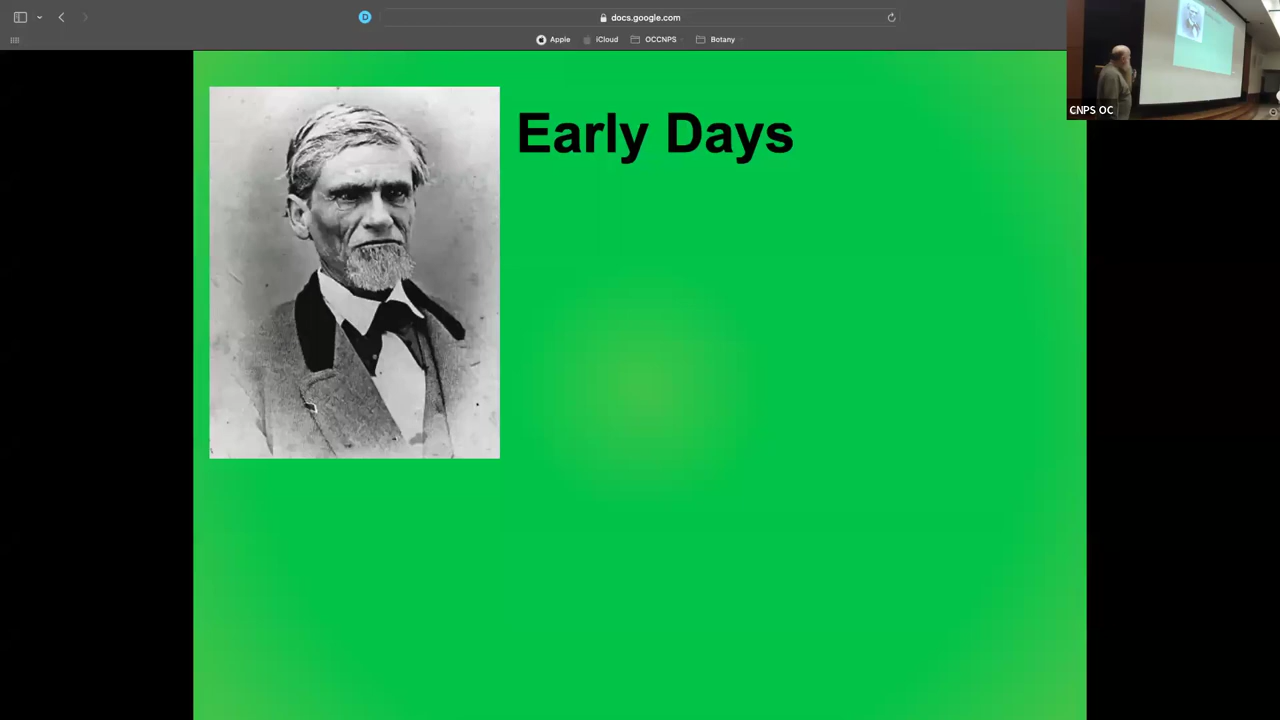 D
docs.google.com
Apple
iCloud
OCCNPS
Botany
CNPS OC
Early Days